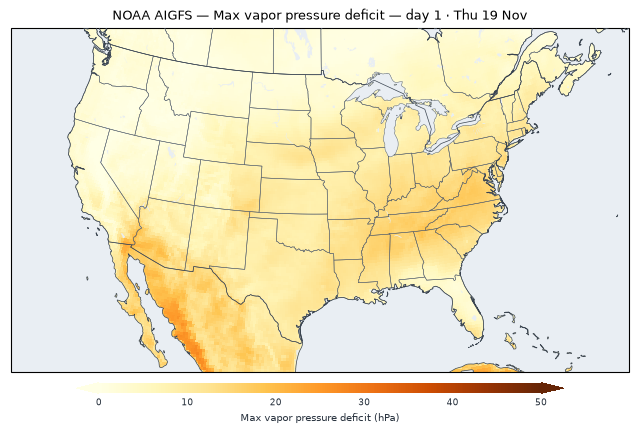 NOAA AIGFS — Max vapor pressure deficit — day 1 · Thu 19 Nov
0 10 20 30 40 50
Max vapor pressure deficit (hPa)